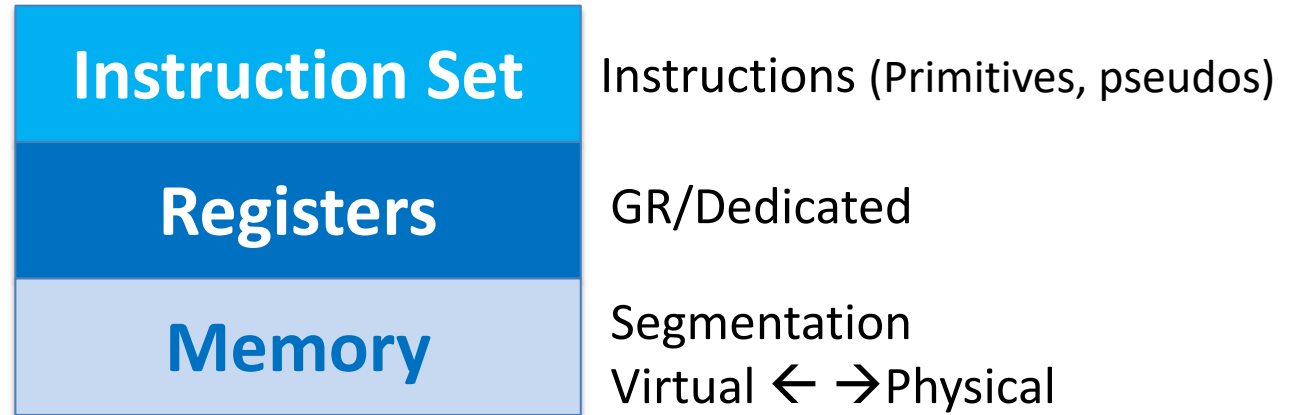 Instruction Set
Instructions (Primitives, pseudos)
Registers
GR/Dedicated
Memory
Segmentation
Virtual ← →Physical